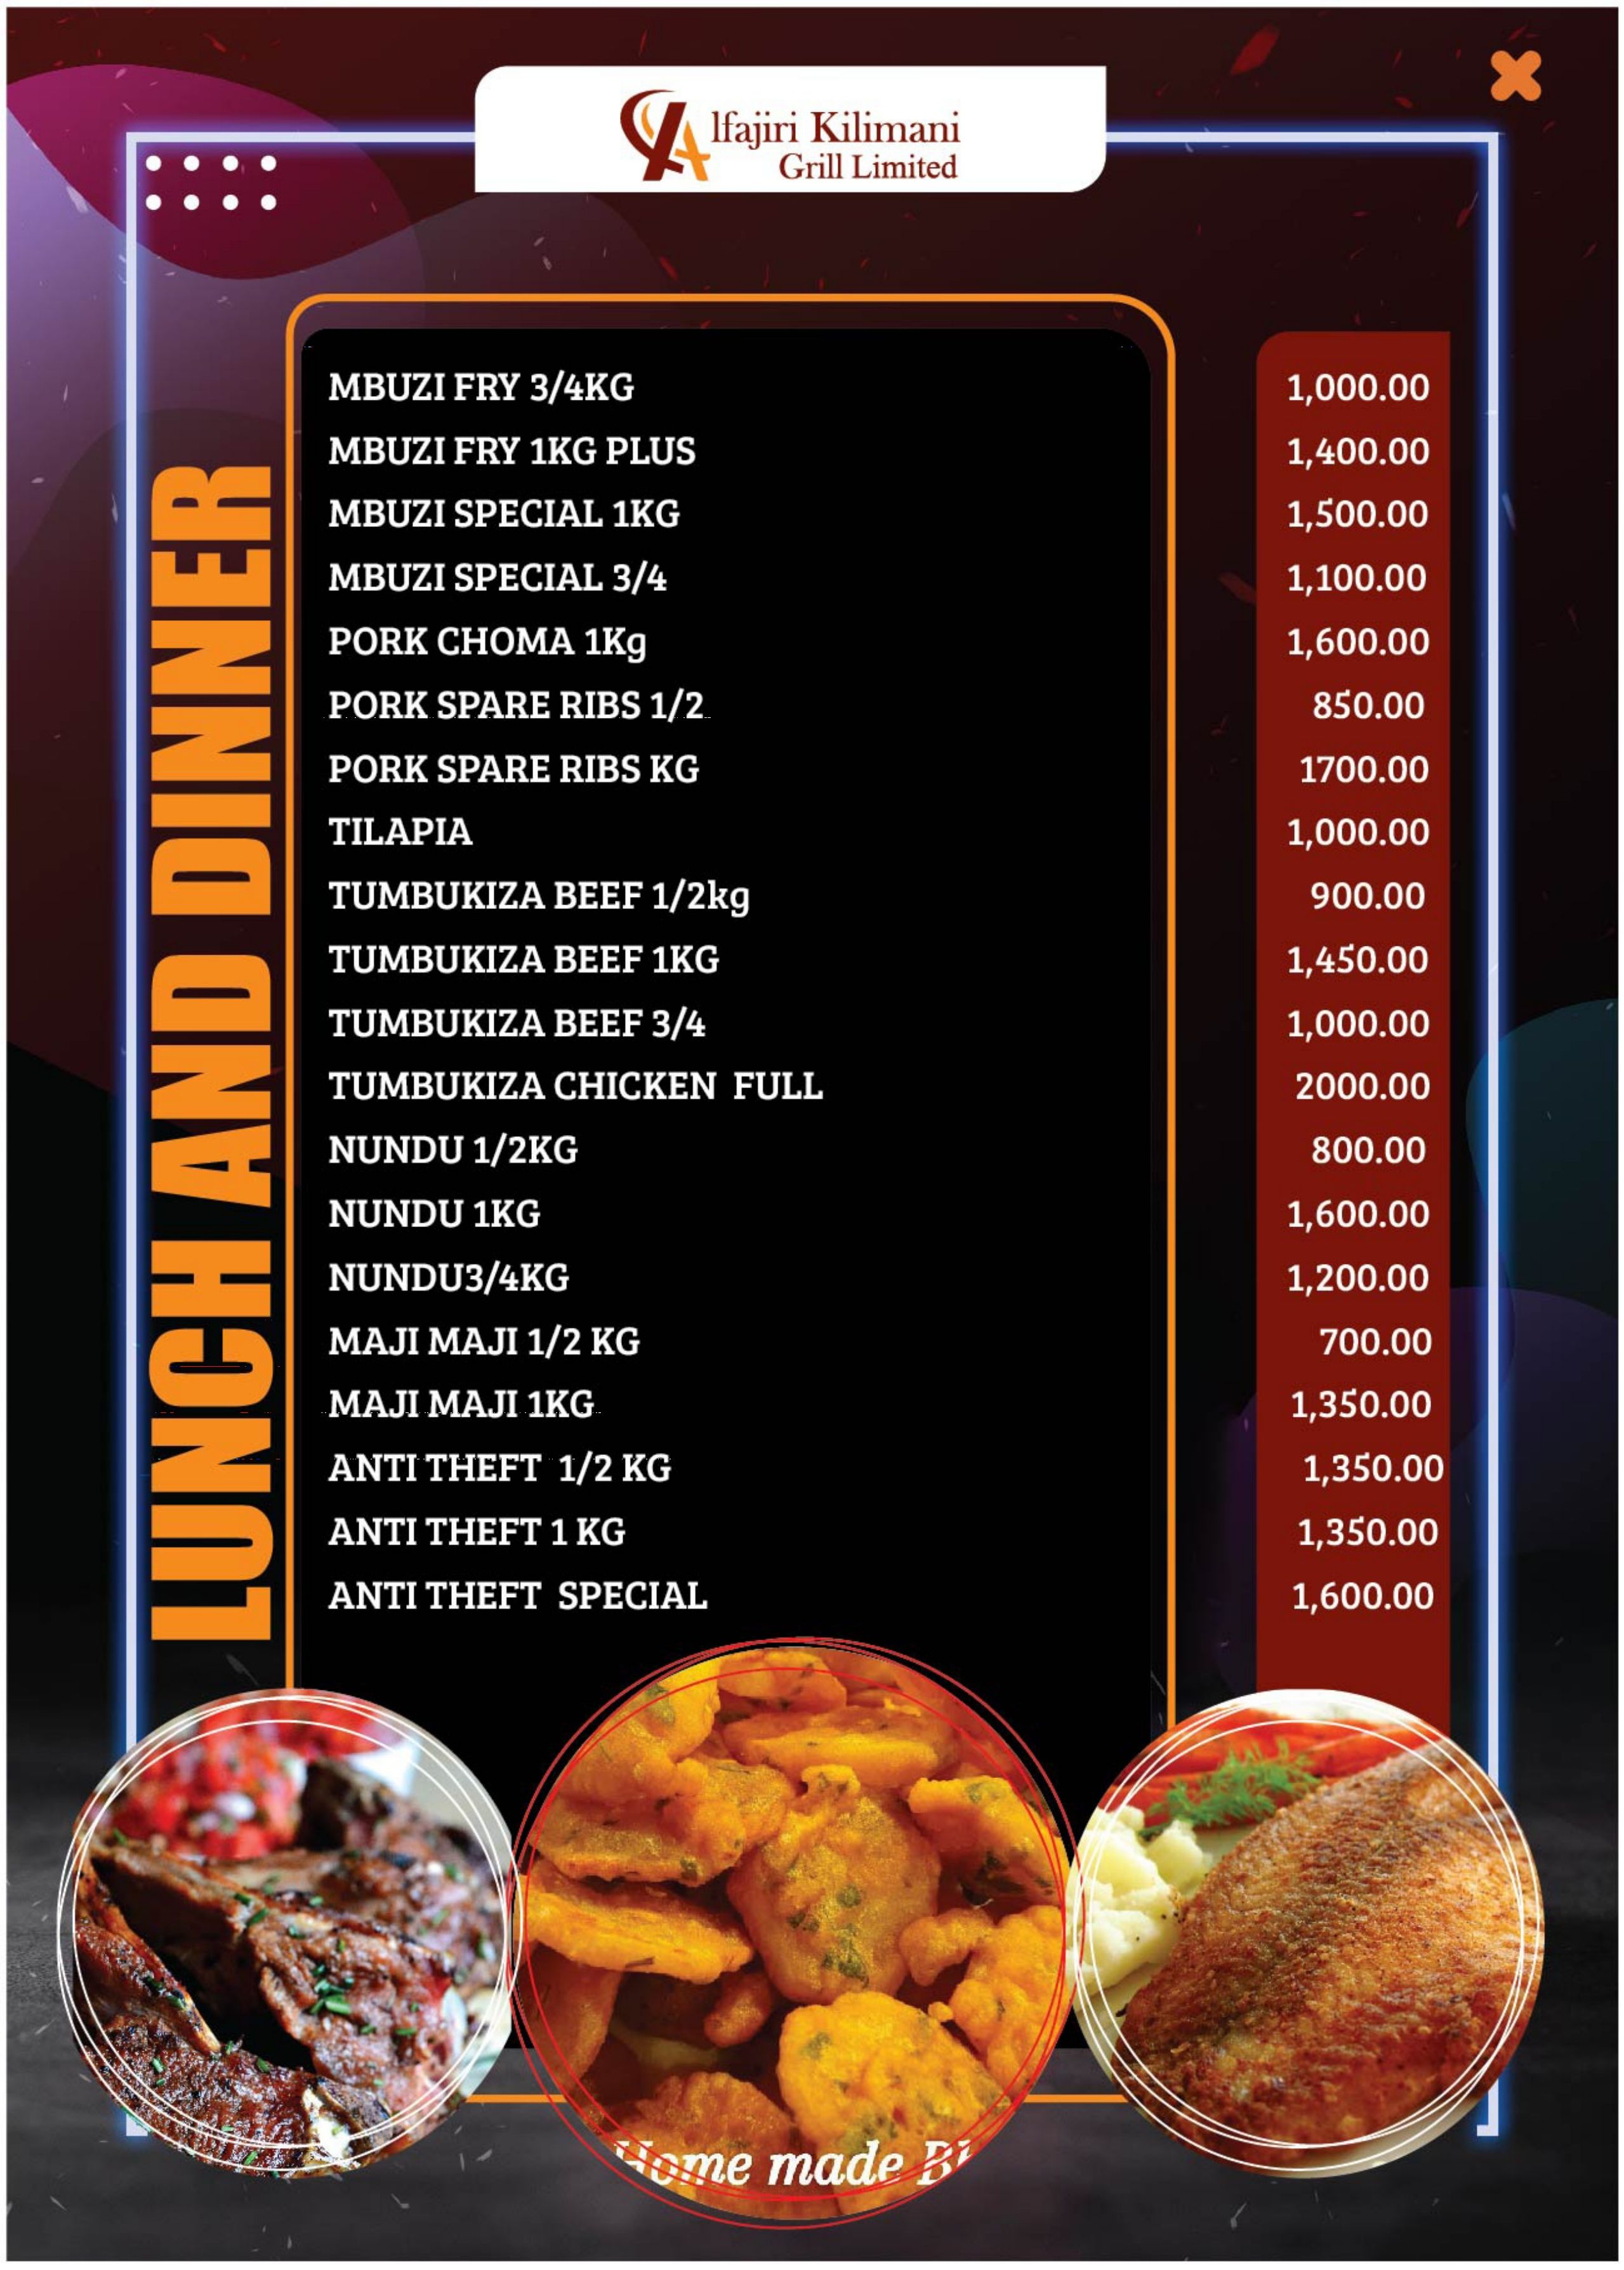 lfajiri Kilimani
Grill Limited
LUNCH AND DINNER
MBUZI FRY 3/4KG 1,000.00
MBUZI FRY 1KG PLUS 1,400.00
MBUZI SPECIAL 1KG 1,500.00
MBUZI SPECIAL 3/4 1,100.00
PORK CHOMA 1Kg 1,600.00
PORK SPARE RIBS 1/2 850.00
PORK SPARE RIBS KG 1700.00
TILAPIA 1,000.00
TUMBUKIZA BEEF 1/2kg 900.00
TUMBUKIZA BEEF 1KG 1,450.00
TUMBUKIZA BEEF 3/4 1,000.00
TUMBUKIZA CHICKEN FULL 2000.00
NUNDU 1/2KG 800.00
NUNDU 1KG 1,600.00
NUNDU3/4KG 1,200.00
MAJI MAJI 1/2 KG 700.00
MAJI MAJI 1KG 1,350.00
ANTI THEFT 1/2 KG 1,350.00
ANTI THEFT 1 KG 1,350.00
ANTI THEFT SPECIAL 1,600.00
Home made